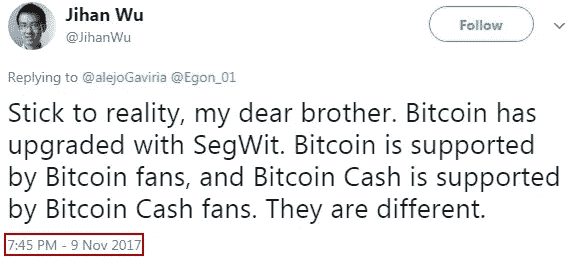 Jihan Wu
@JihanWu
Follow
Replying to @alejoGaviria @Egon_01
Stick to reality, my dear brother. Bitcoin has
upgraded with SegWit. Bitcoin is supported
by Bitcoin fans, and Bitcoin Cash is supported
by Bitcoin Cash fans. They are different.
7:45 PM - 9 Nov 2017